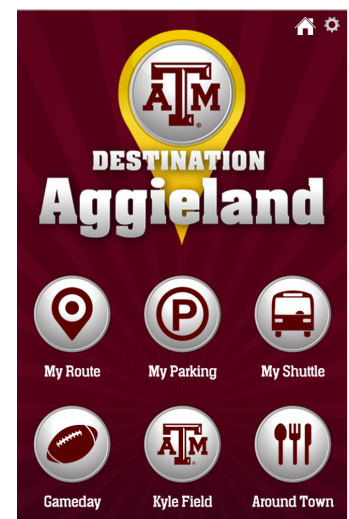 ATM
DESTINATION
Aggieland
P
My Route
My Parking
My Shuttle
ATM
Gameday
Kyle Field
Around Town